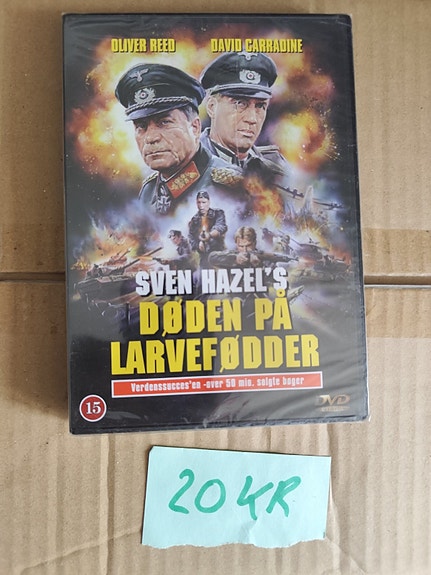 OLIVER REED DAVID CARRADINE
SVEN HAZEL'S
DØDEN PÅ
LARVEFØDDER
Verdenssucces'en -over 50 mio. solgte bøger
15
DVD
20 KR